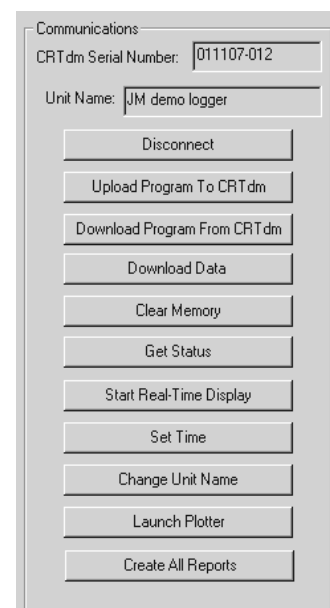 Communications
CRTdm Serial Number: 011107-012
Unit Name: JM demo logger
Disconnect
Upload Program To CRTdm
Download Program From CRTdm
Download Data
Clear Memory
Get Status
Start Real-Time Display
Set Time
Change Unit Name
Launch Plotter
Create All Reports